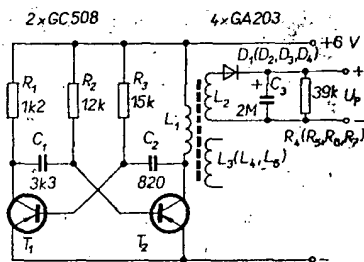 2×GC508 4×GA203
+6 V
D1(D2, D3, D4)
R1
1k2
R2
12k
R3
15k
L1
L2
+
C3
2M
39k
+
Up
−
R4(R5, R6, R7)
C1
3k3
C2
820
L3(L4, L5)
T1
T2
−